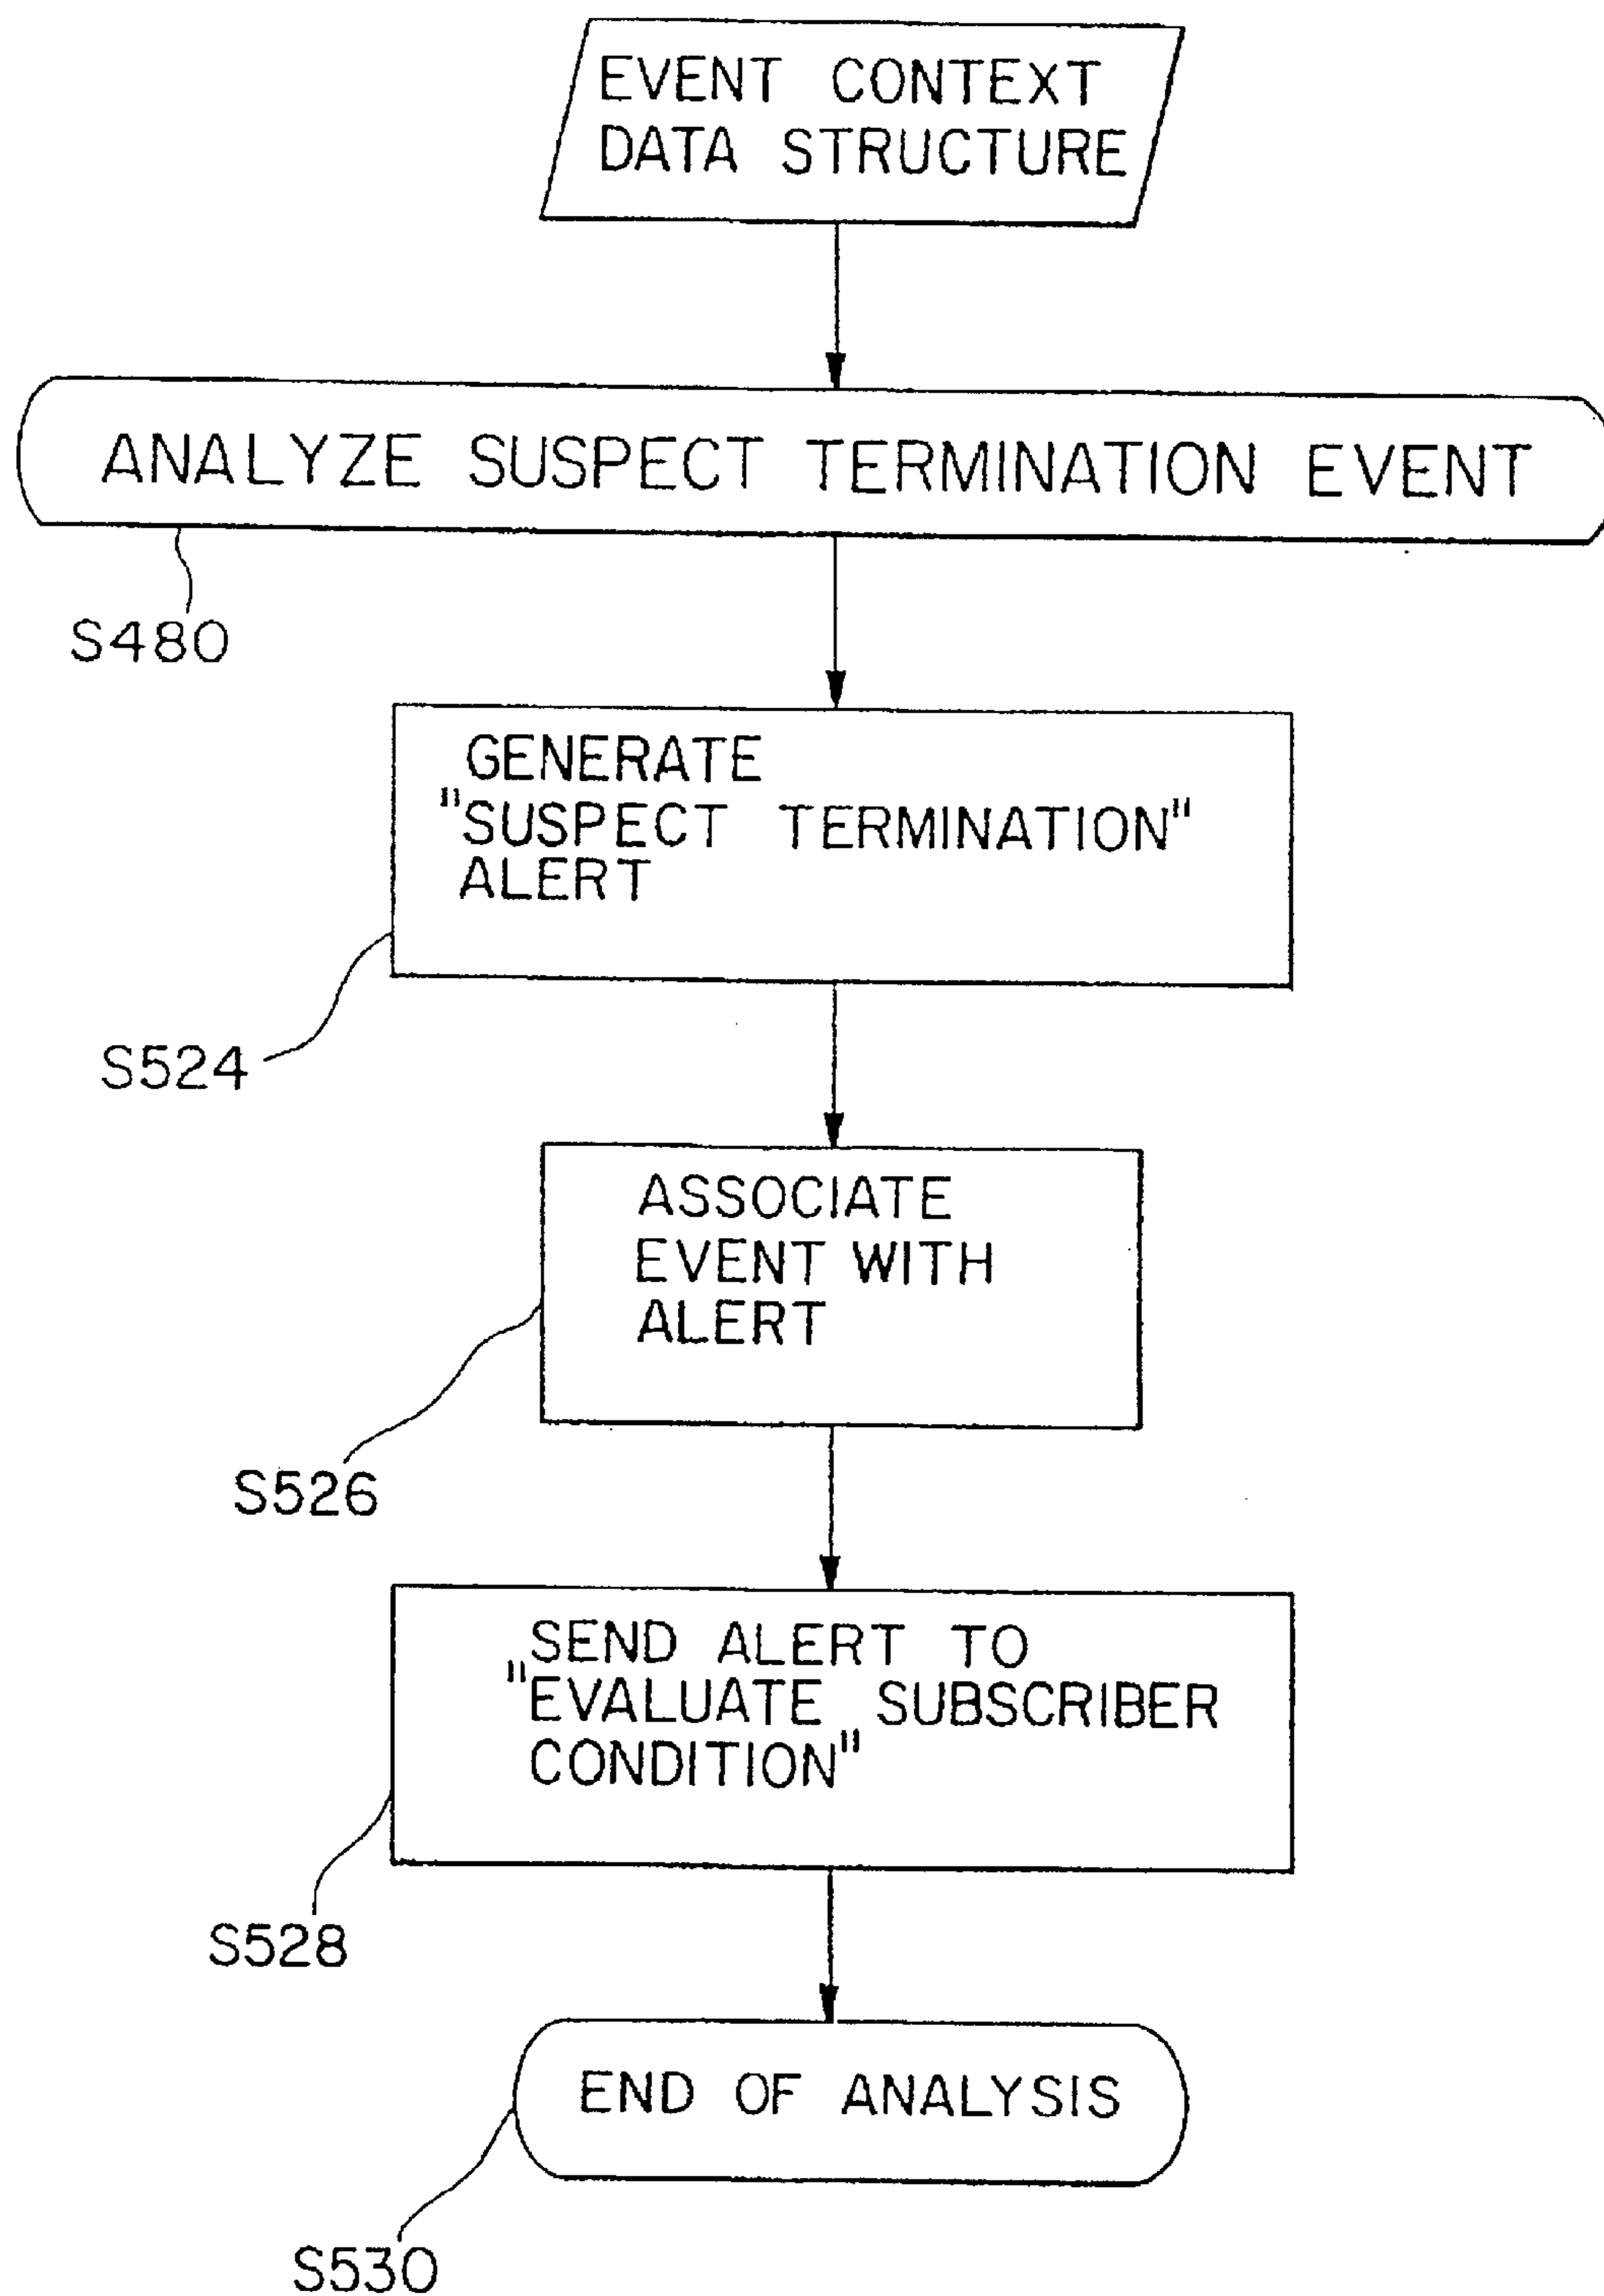 EVENT CONTEXT
DATA STRUCTURE
ANALYZE SUSPECT TERMINATION EVENT
S480
GENERATE
"SUSPECT TERMINATION"
ALERT
S524
ASSOCIATE
EVENT WITH
ALERT
S526
SEND ALERT TO
"EVALUATE SUBSCRIBER
CONDITION"
S528
END OF ANALYSIS
S530